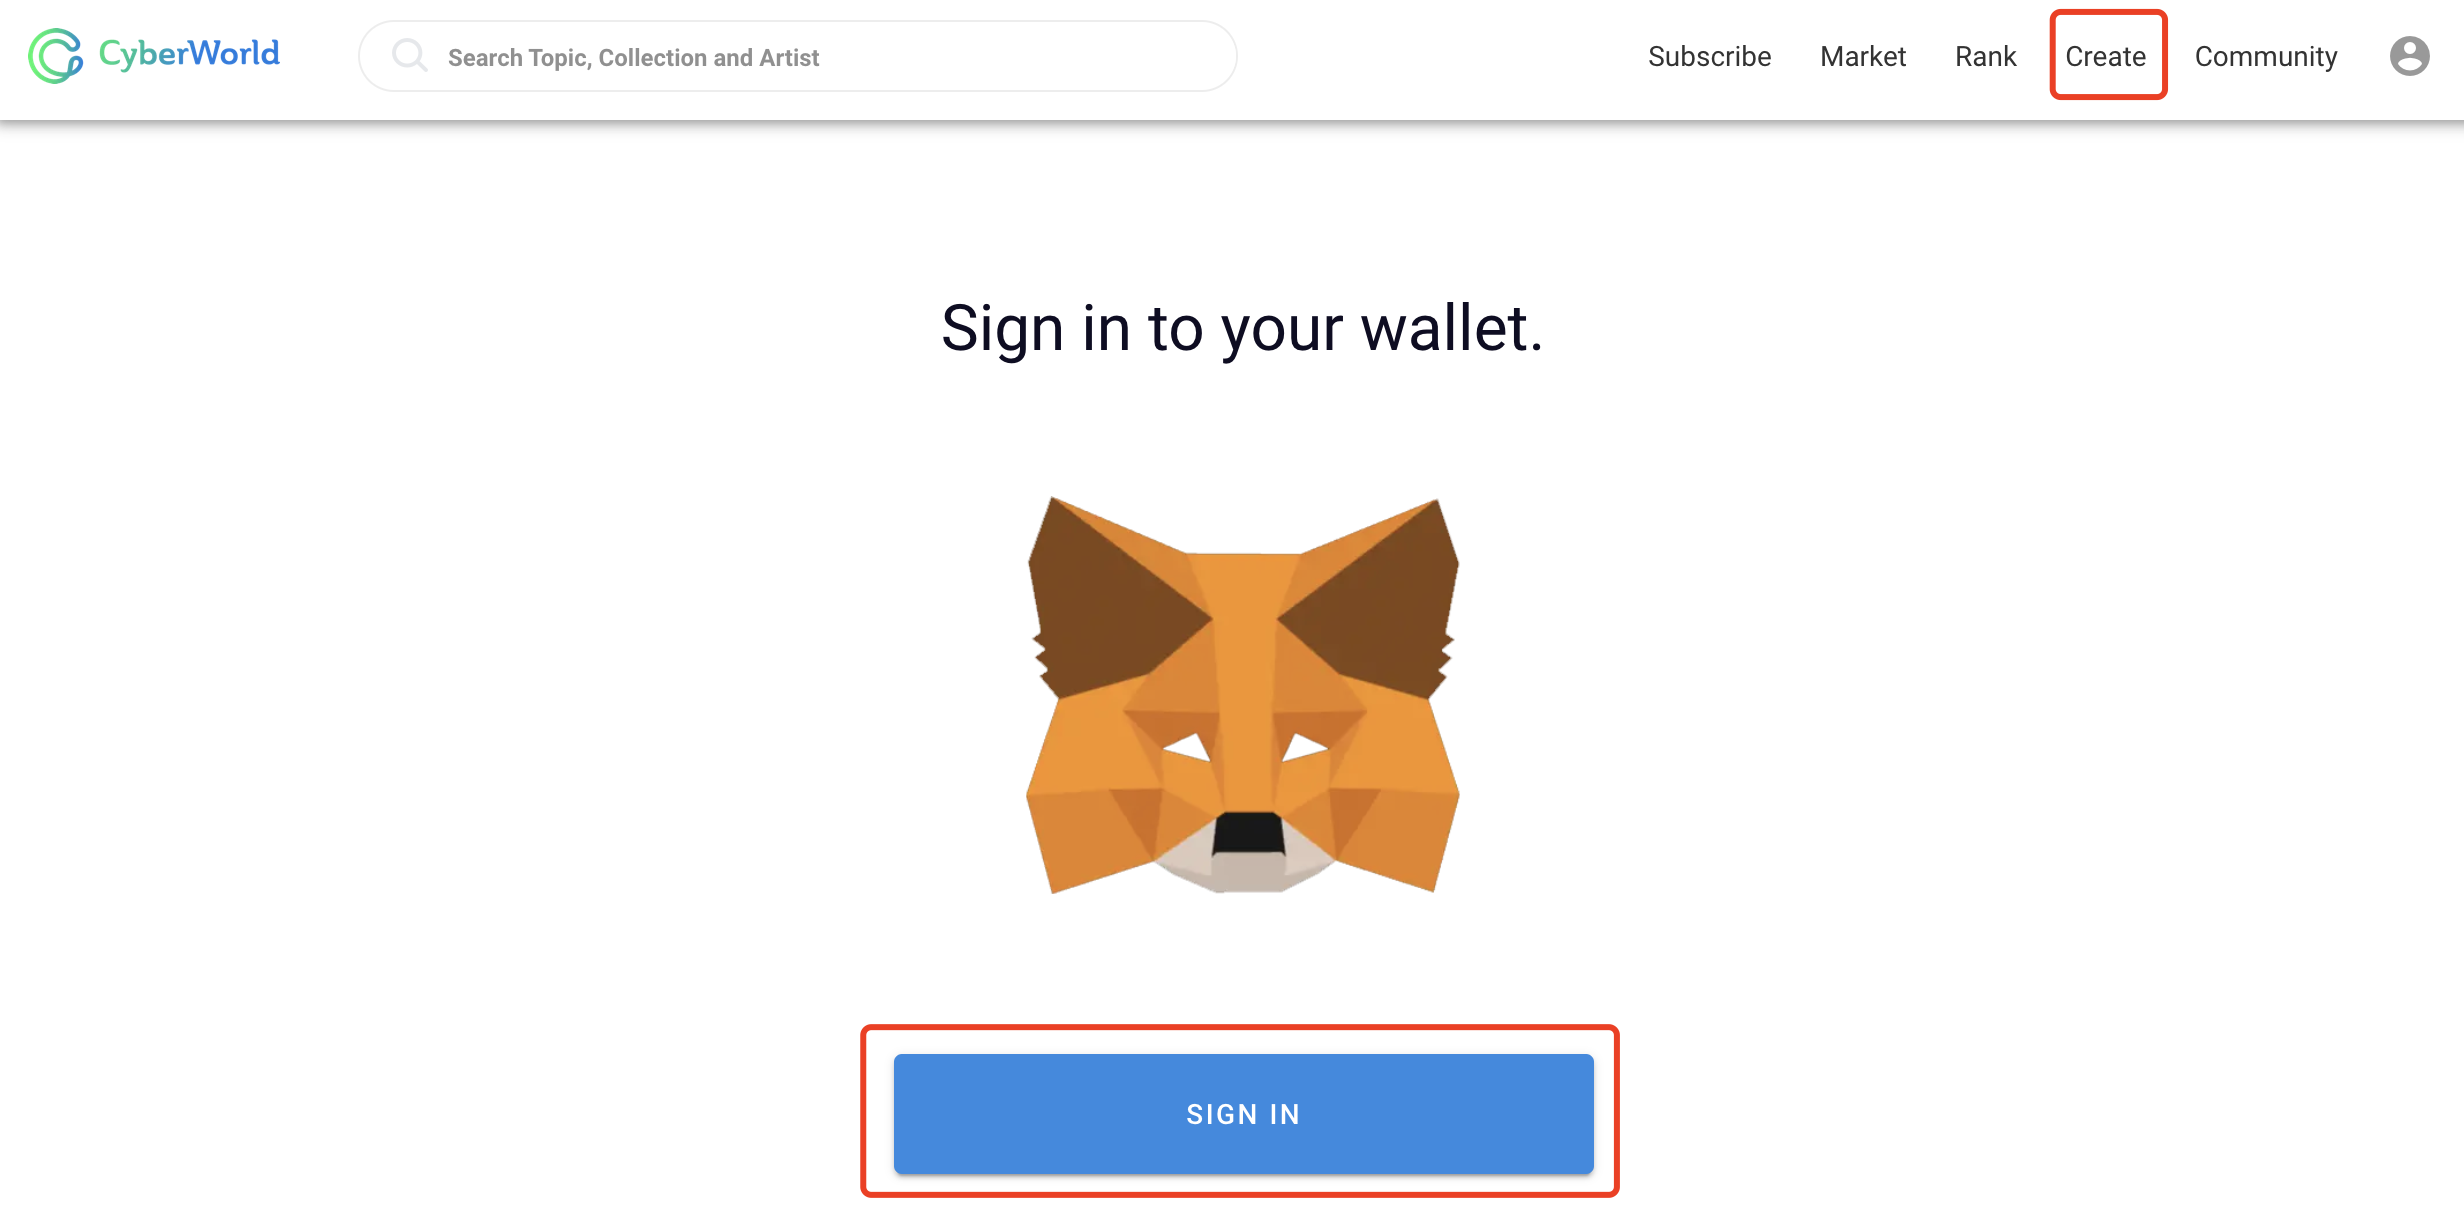 CyberWorld
Search Topic, Collection and Artist
Subscribe
Market
Rank
Create
Community
Sign in to your wallet.
SIGN IN